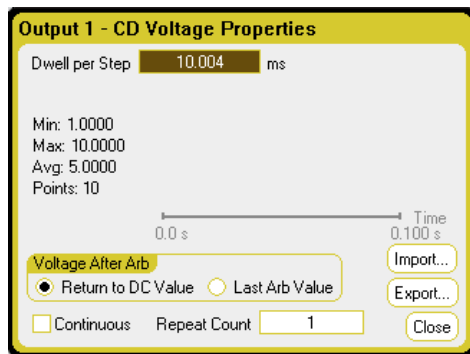 Output 1 - CD Voltage Properties
Dwell per Step 10.004 ms
Min: 1.0000
Max: 10.0000
Avg: 5.0000
Points: 10
Time
0.0 s 0.100 s
Voltage After Arb
Return to DC Value Last Arb Value
Import...
Export...
Continuous Repeat Count 1
Close